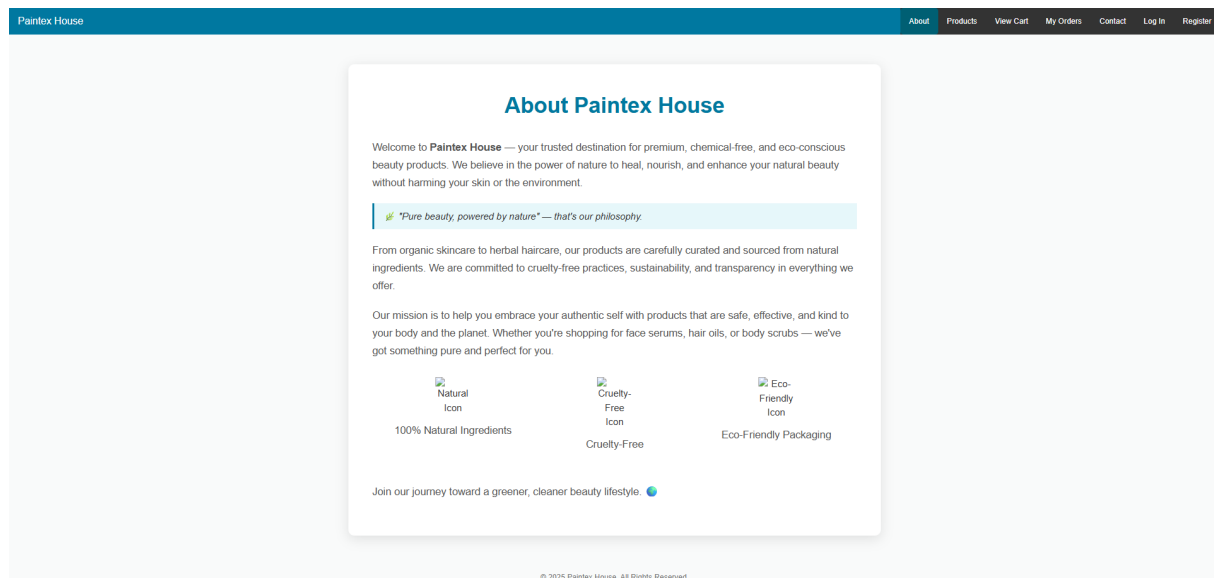 Paintex House
About Products View Cart My Orders Contact Log In Register
About Paintex House
Welcome to Paintex House — your trusted destination for premium, chemical-free, and eco-conscious
beauty products. We believe in the power of nature to heal, nourish, and enhance your natural beauty
without harming your skin or the environment.
🌿 "Pure beauty, powered by nature" — that's our philosophy.
From organic skincare to herbal haircare, our products are carefully curated and sourced from natural
ingredients. We are committed to cruelty-free practices, sustainability, and transparency in everything we
offer.
Our mission is to help you embrace your authentic self with products that are safe, effective, and kind to
your body and the planet. Whether you're shopping for face serums, hair oils, or body scrubs — we've
got something pure and perfect for you.
Natural
Icon
100% Natural Ingredients
Cruelty-
Free
Icon
Cruelty-Free
Eco-
Friendly
Icon
Eco-Friendly Packaging
Join our journey toward a greener, cleaner beauty lifestyle. 🌎
© 2025 Paintex House. All Rights Reserved